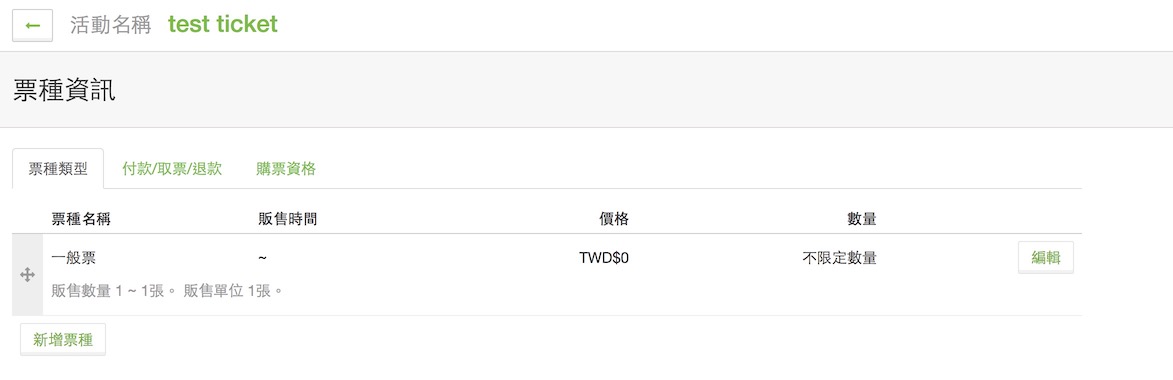 ← 活動名稱 test ticket
票種資訊
票種類型 付款/取票/退款 購票資格
票種名稱 販售時間 價格 數量
一般票 ~ TWD$0 不限定數量 編輯
販售數量 1 ~ 1張。 販售單位 1張。
新增票種